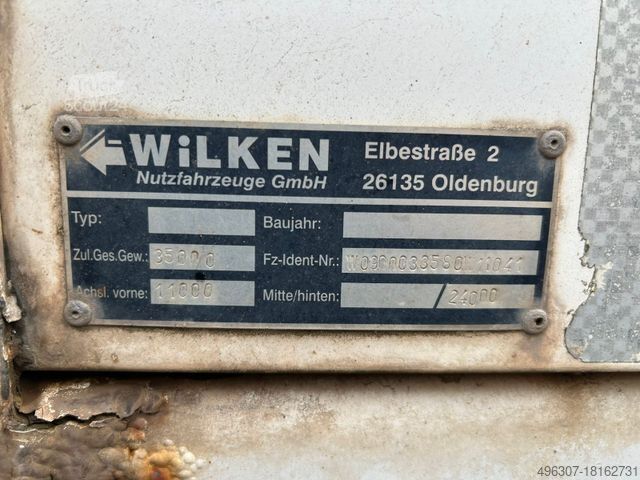 WiLKEN
Nutzfahrzeuge GmbH
Elbestraße 2
26135 Oldenburg
Typ:
Baujahr:
Zul.Ges.Gew.: 35000
Fz-Ident-Nr.: W0900033580W11041
Achsl. vorne: 11000
Mitte/hinten: /24000
496307-18162731